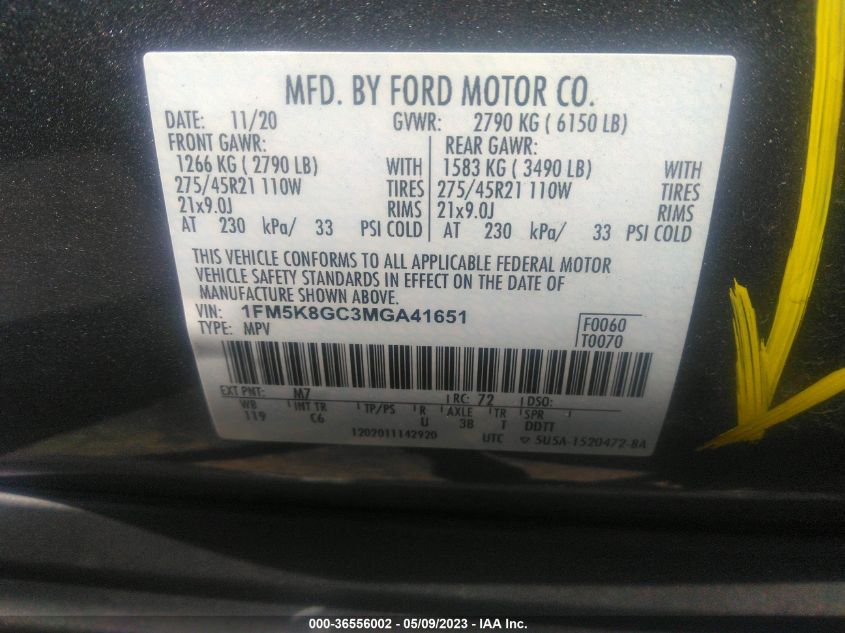 MFD. BY FORD MOTOR CO.
DATE: 11/20 GVWR: 2790 KG ( 6150 LB)
FRONT GAWR: REAR GAWR:
1266 KG ( 2790 LB) WITH 1583 KG ( 3490 LB) WITH
275/45R21 110W TIRES 275/45R21 110W TIRES
21x9.0J RIMS 21x9.0J RIMS
AT 230 kPa/ 33 PSI COLD AT 230 kPa/ 33 PSI COLD
THIS VEHICLE CONFORMS TO ALL APPLICABLE FEDERAL MOTOR
VEHICLE SAFETY STANDARDS IN EFFECT ON THE DATE OF
MANUFACTURE SHOWN ABOVE.
VIN: 1FM5K8GC3MGA41651
TYPE: MPV
F0060
T0070
EXT PNT: M7 RC: 72 DSO:
WB INT TR TP/PS R AXLE TR SPR
119 C6 U 3B T DDTT
1202011142920 UTC 5U5A-1520472-BA
000-36556002 - 05/09/2023 - © IAA Inc.